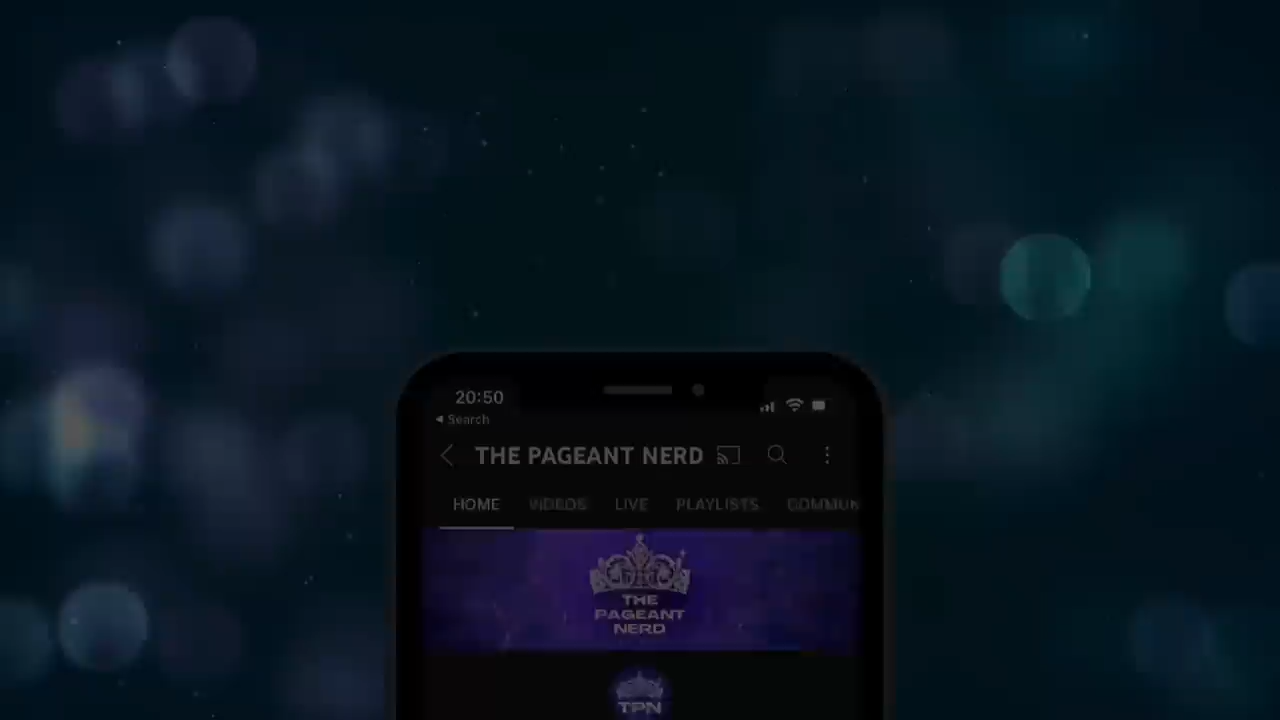 20:50
◀ Search
THE PAGEANT NERD
HOME VIDEOS LIVE PLAYLISTS COMMUN
THE
PAGEANT
NERD
TPN